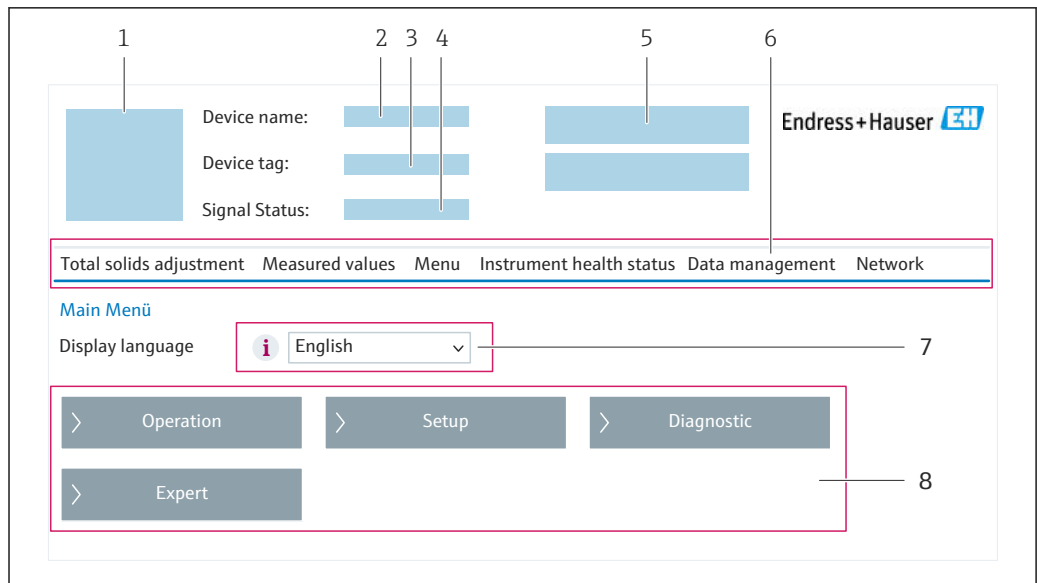 1 2 3 4 5 6
Device name:
Endress+Hauser EH
Device tag:
Signal Status:
Total solids adjustment Measured values Menu Instrument health status Data management Network
Main Menü
Display language i English 7
Operation Setup Diagnostic
Expert 8